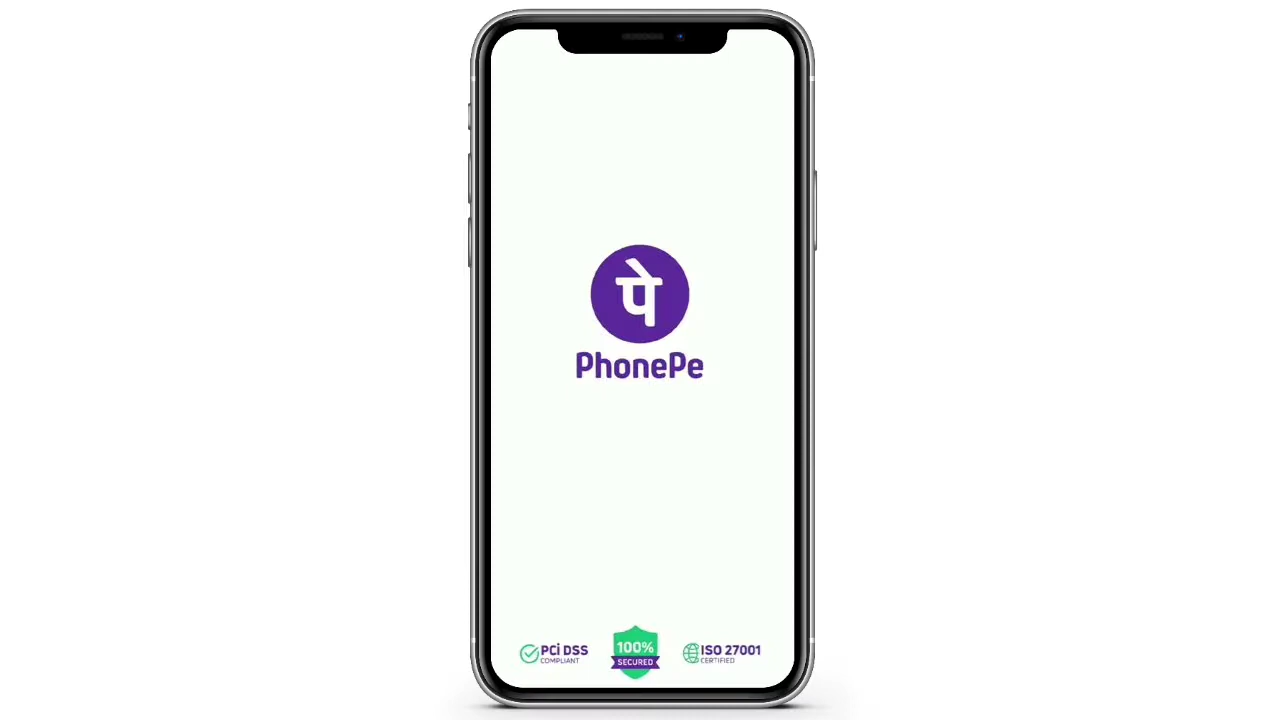 पे
PhonePe
PCi DSS
COMPLIANT
100%
SECURED
ISO 27001
CERTIFIED